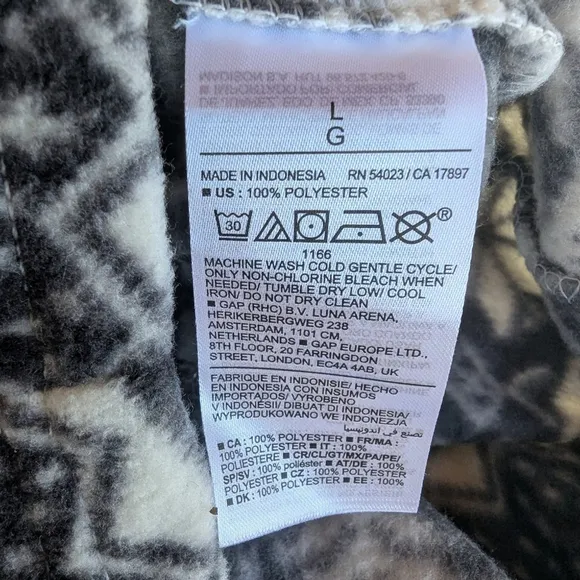 L
G
MADE IN INDONESIA RN 54023 / CA 17897
■ US : 100% POLYESTER
30
®
1166
MACHINE WASH COLD GENTLE CYCLE/
ONLY NON-CHLORINE BLEACH WHEN
NEEDED/ TUMBLE DRY LOW/ COOL
IRON/ DO NOT DRY CLEAN
■ GAP (RHC) B.V. LUNA ARENA,
HERIKERBERGWEG 238
AMSTERDAM, 1101 CM,
NETHERLANDS ■ GAP EUROPE LTD.,
8TH FLOOR, 20 FARRINGDON
STREET, LONDON, EC4A 4AB, UK
FABRIQUE EN INDONISIE/ HECHO
EN INDONESIA CON INSUMOS
IMPORTADOS/ VYROBENO
V INDONÉSII/ DIBUAT DI INDONESIA/
WYPRODUKOWANO WE INDONEZJA
تصنع في اندونيسيا
■ CA : 100% POLYESTER ■ FR/MA :
100% POLYESTER ■ IT : 100%
POLIESTERE ■ CR/CL/GT/MX/PA/PE/
SP/SV : 100% poliéster ■ AT/DE : 100%
POLYESTER ■ CZ : 100% POLYESTER
■ DK : 100% POLYESTER ■ EE : 100%